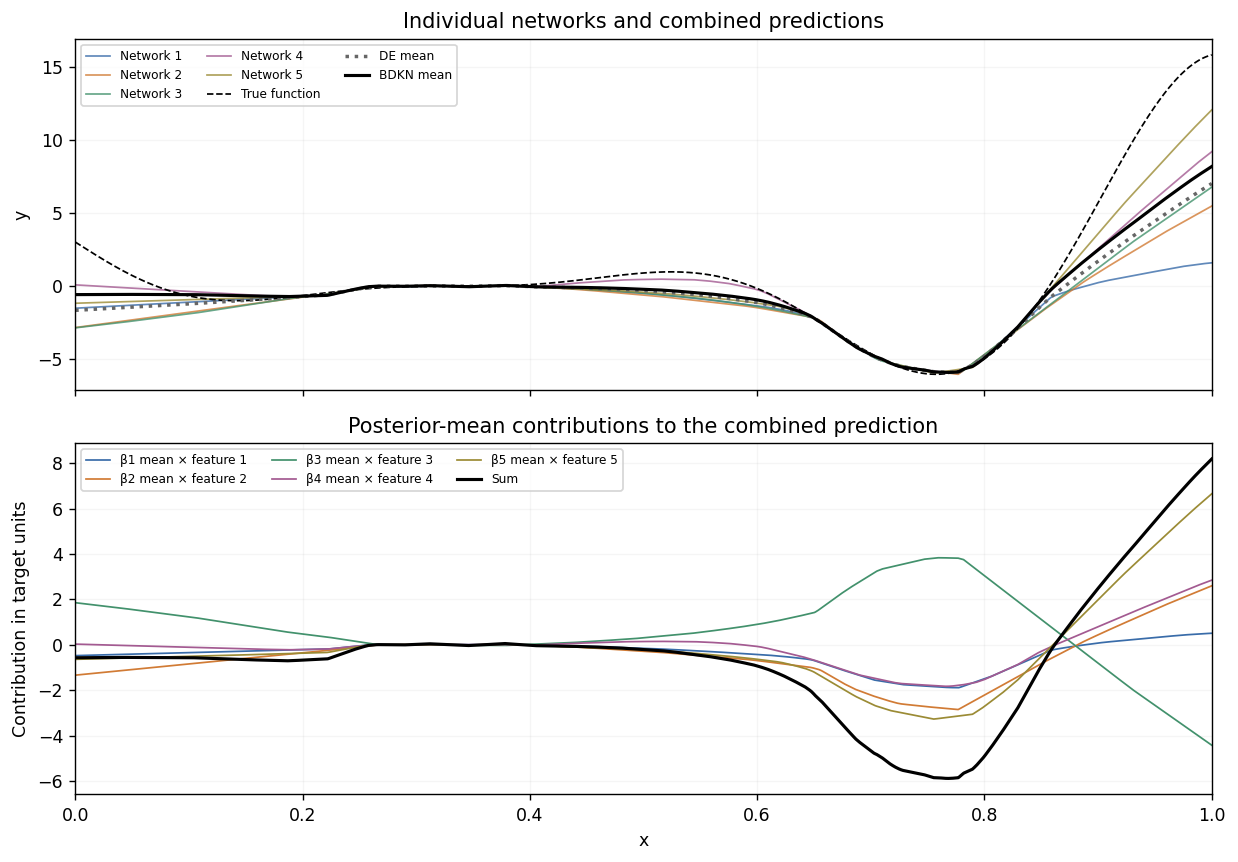 Individual networks and combined predictions
Network 1
Network 2
Network 3
Network 4
Network 5
True function
DE mean
BDKN mean
15
10
5
0
−5
y
Posterior-mean contributions to the combined prediction
β1 mean × feature 1
β2 mean × feature 2
β3 mean × feature 3
β4 mean × feature 4
β5 mean × feature 5
Sum
8
6
4
2
0
−2
−4
−6
Contribution in target units
0.0
0.2
0.4
0.6
0.8
1.0
x